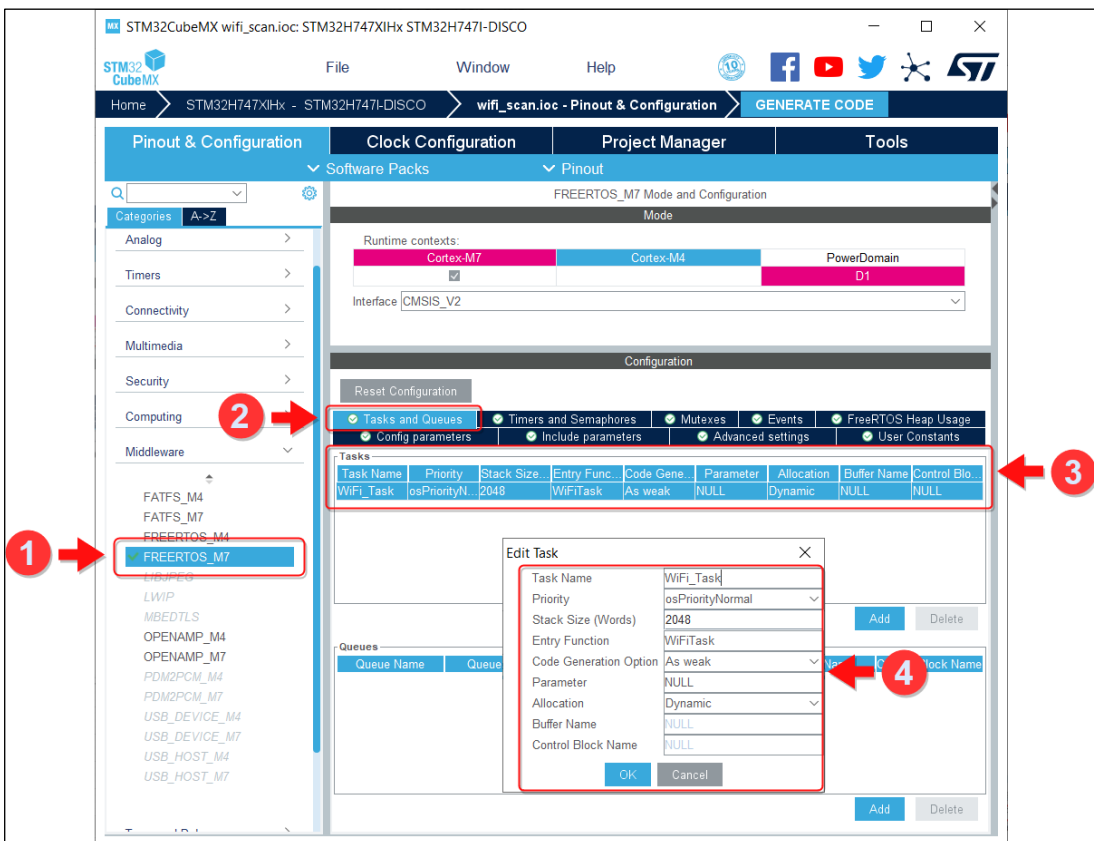 MX STM32CubeMX wifi_scan.ioc: STM32H747XIHx STM32H747I-DISCO
STM32 CubeMX File Window Help 10 ST
Home STM32H747XIHx - STM32H747I-DISCO wifi_scan.ioc - Pinout & Configuration GENERATE CODE
Pinout & Configuration Clock Configuration Project Manager Tools
Software Packs Pinout
FREERTOS_M7 Mode and Configuration
Categories A->Z
Mode
Analog
Timers
Connectivity
Multimedia
Security
Computing
Middleware
FATFS_M4
FATFS_M7
FREERTOS_M4
FREERTOS_M7
LIBJPEG
LWIP
MBEDTLS
OPENAMP_M4
OPENAMP_M7
PDM2PCM_M4
PDM2PCM_M7
USB_DEVICE_M4
USB_DEVICE_M7
USB_HOST_M4
USB_HOST_M7
Runtime contexts:
Cortex-M7 Cortex-M4 PowerDomain
D1
Interface CMSIS_V2
Configuration
Reset Configuration
Tasks and Queues Timers and Semaphores Mutexes Events FreeRTOS Heap Usage
Config parameters Include parameters Advanced settings User Constants
Tasks
Task Name Priority Stack Size... Entry Func... Code Gene... Parameter Allocation Buffer Name Control Blo...
WiFi_Task osPriorityN... 2048 WiFiTask As weak NULL Dynamic NULL NULL
Add Delete
Queues
Queue Name Queue Block Name
Add Delete
Edit Task
Task Name WiFi_Task
Priority osPriorityNormal
Stack Size (Words) 2048
Entry Function WiFiTask
Code Generation Option As weak
Parameter NULL
Allocation Dynamic
Buffer Name NULL
Control Block Name NULL
OK Cancel
1
2
3
4